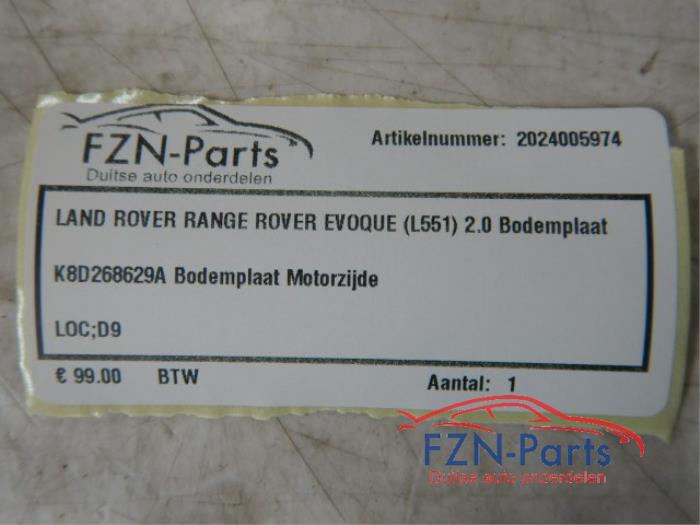 FZN-Parts
Duitse auto onderdelen
Artikelnummer: 2024005974
LAND ROVER RANGE ROVER EVOQUE (L551) 2.0 Bodemplaat
K8D268629A Bodemplaat Motorzijde
LOC;D9
€ 99.00 BTW Aantal: 1
FZN-Parts
Duitse auto onderdelen